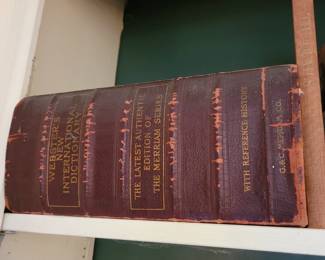 WEBSTER'S
NEW
INTERNATIONAL
DICTIONARY
THE LATEST AUTHENTIC
EDITION OF
THE MERRIAM SERIES
WITH REFERENCE HISTORY
G. & C. MERRIAM CO.